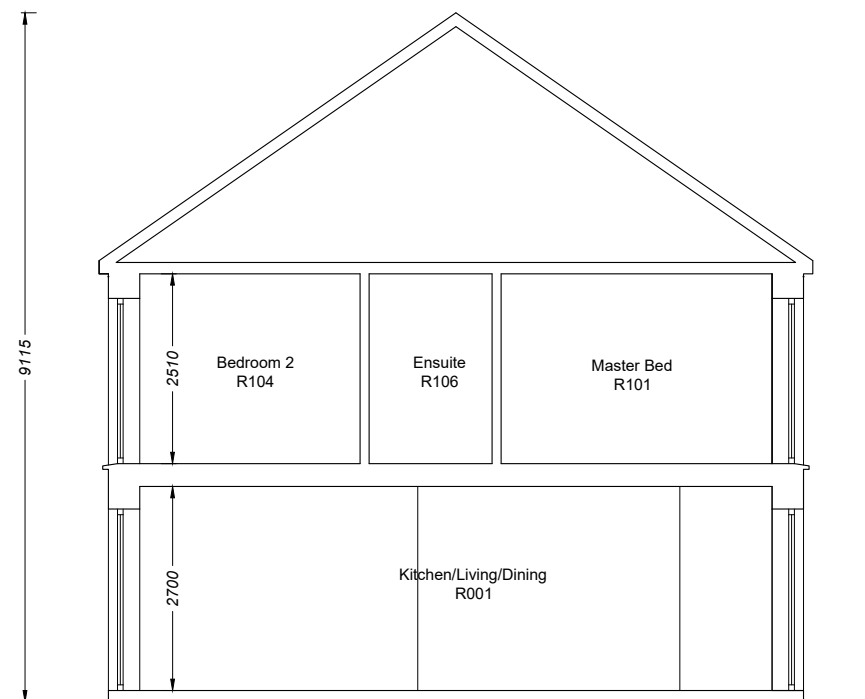 9115
2510
Bedroom 2
R104
Ensuite
R106
Master Bed
R101
2700
Kitchen/Living/Dining
R001